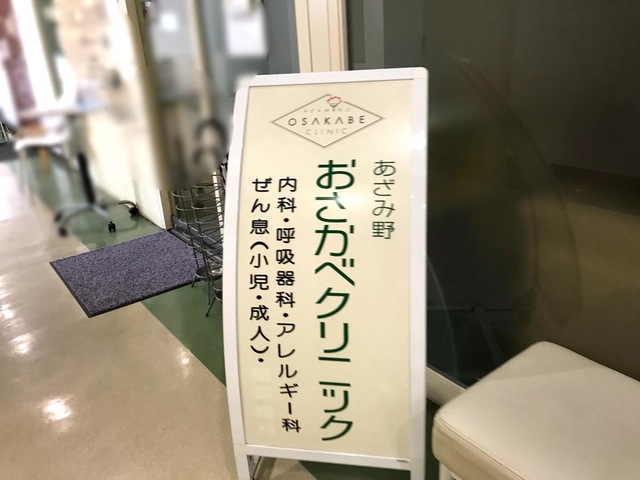 AZAMINO
OSAKABE
CLINIC
あざみ野
おさかべクリニック
内科・呼吸器科・アレルギー科
ぜん息(小児・成人)・